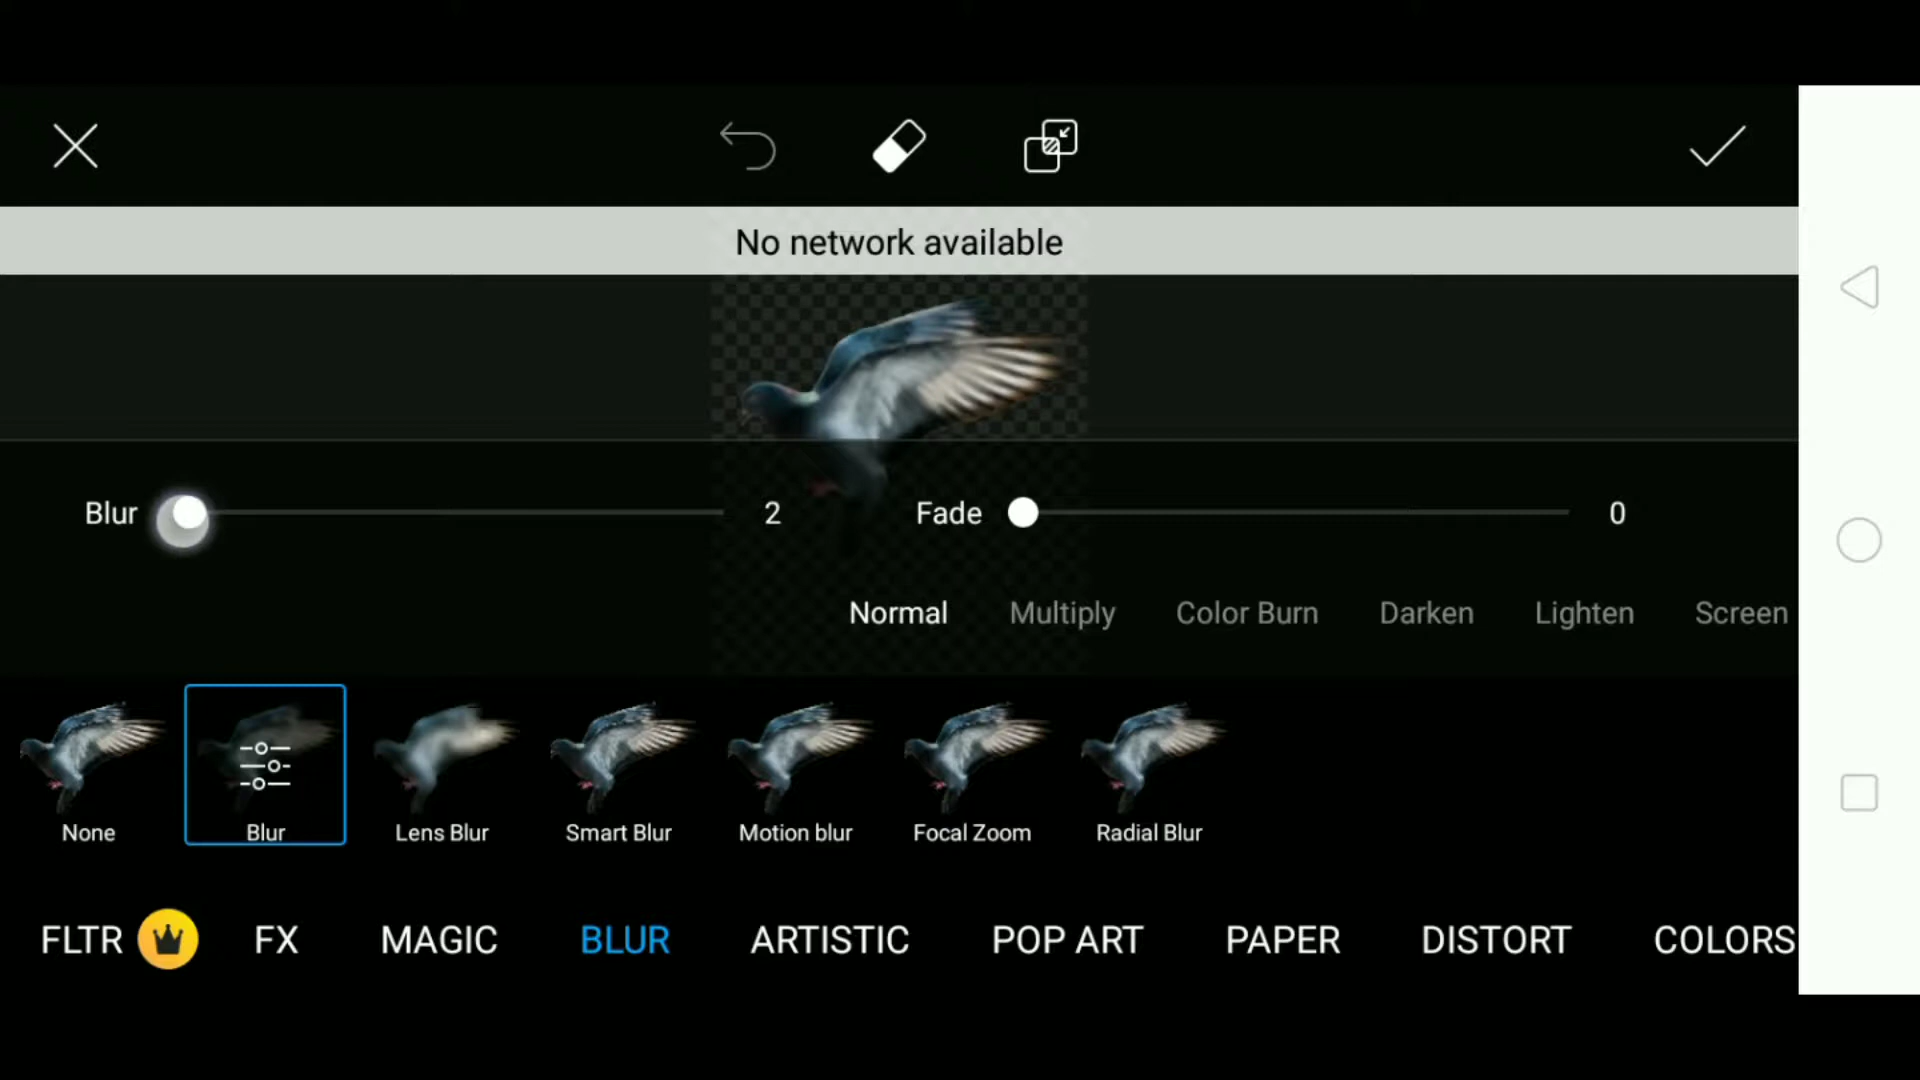 No network available
Blur 2 Fade 0
Normal Multiply Color Burn Darken Lighten Screen
None Blur Lens Blur Smart Blur Motion blur Focal Zoom Radial Blur
FLTR FX MAGIC BLUR ARTISTIC POP ART PAPER DISTORT COLORS